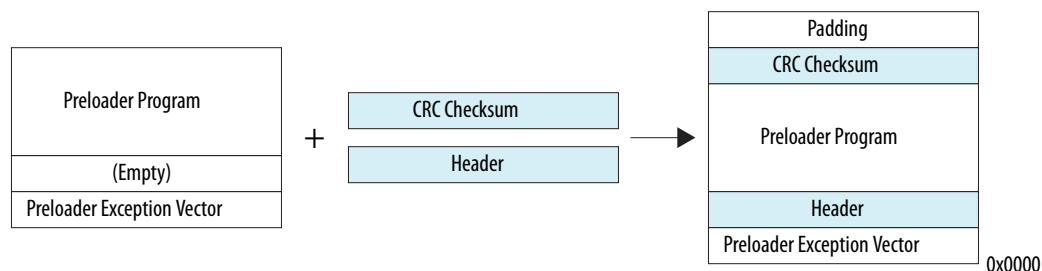 Preloader Program
(Empty)
Preloader Exception Vector
+
CRC Checksum
Header
Padding
CRC Checksum
Preloader Program
Header
Preloader Exception Vector
0x0000